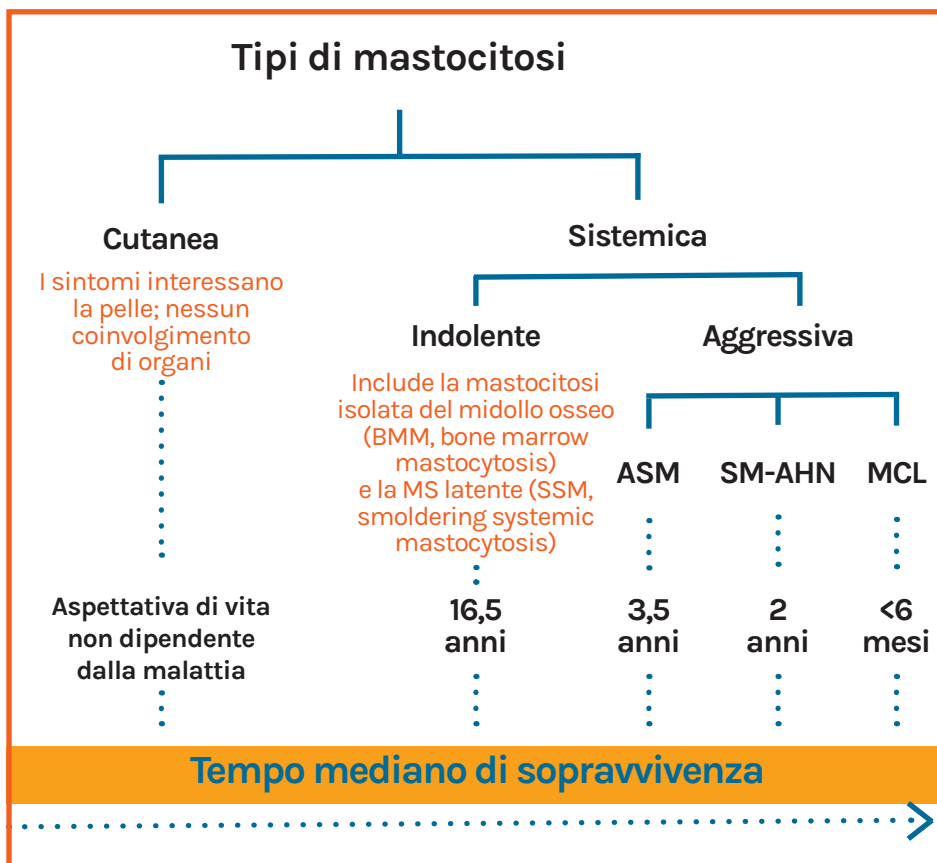 Tipi di mastocitosi
Cutanea
I sintomi interessano
la pelle; nessun
coinvolgimento
di organi
Aspettativa di vita
non dipendente
dalla malattia
Sistemica
Indolente
Include la mastocitosi
isolata del midollo osseo
(BMM, bone marrow
mastocytosis)
e la MS latente (SSM,
smoldering systemic
mastocytosis)
16,5
anni
Aggressiva
ASM
3,5
anni
SM-AHN
2
anni
MCL
<6
mesi
Tempo mediano di sopravvivenza